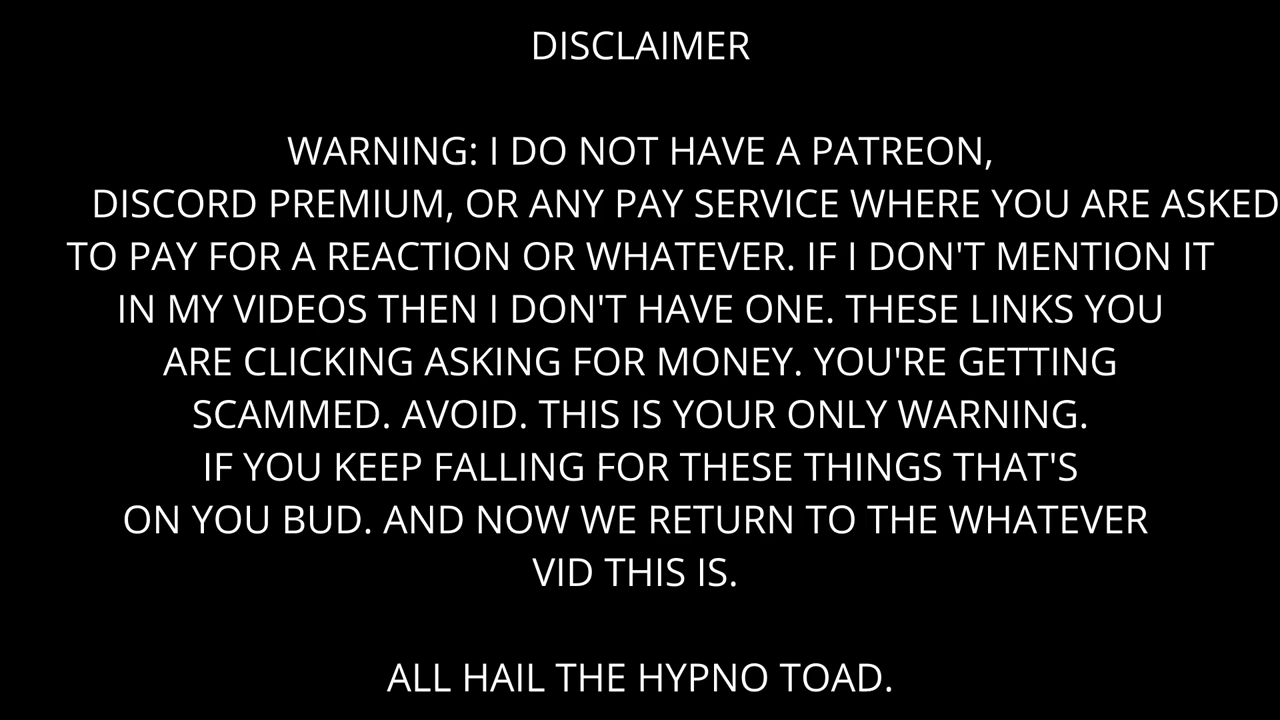 DISCLAIMER
WARNING: I DO NOT HAVE A PATREON,
DISCORD PREMIUM, OR ANY PAY SERVICE WHERE YOU ARE ASKED
TO PAY FOR A REACTION OR WHATEVER. IF I DON'T MENTION IT
IN MY VIDEOS THEN I DON'T HAVE ONE. THESE LINKS YOU
ARE CLICKING ASKING FOR MONEY. YOU'RE GETTING
SCAMMED. AVOID. THIS IS YOUR ONLY WARNING.
IF YOU KEEP FALLING FOR THESE THINGS THAT'S
ON YOU BUD. AND NOW WE RETURN TO THE WHATEVER
VID THIS IS.
ALL HAIL THE HYPNO TOAD.